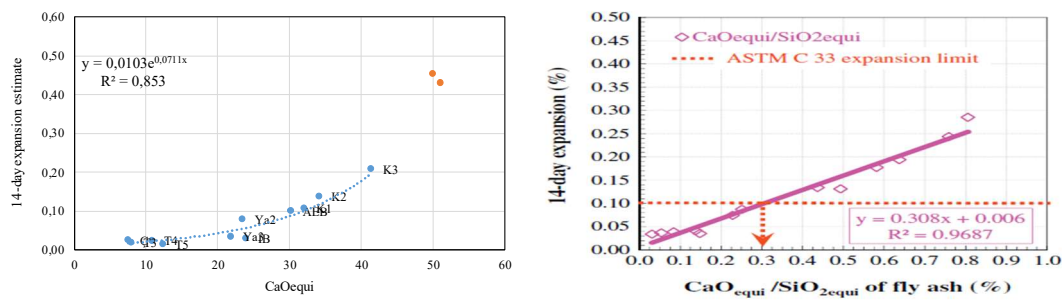 0,60
0,50
0,40
0,30
0,20
0,10
0,00
14-day expansion estimate
y = 0,0103e^0,0711x
R² = 0,853
K3
K2
Ya2
T4
T5
0
10
20
30
40
50
60
CaOequi
0.50
0.45
0.40
0.35
0.30
0.25
0.20
0.15
0.10
0.05
0.00
14-day expansion (%)
CaOequi/SiO2equi
ASTM C 33 expansion limit
y = 0.308x + 0.006
R² = 0.9687
0.0
0.1
0.2
0.3
0.4
0.5
0.6
0.7
0.8
0.9
1.0
CaOequi /SiO2equi of fly ash (%)